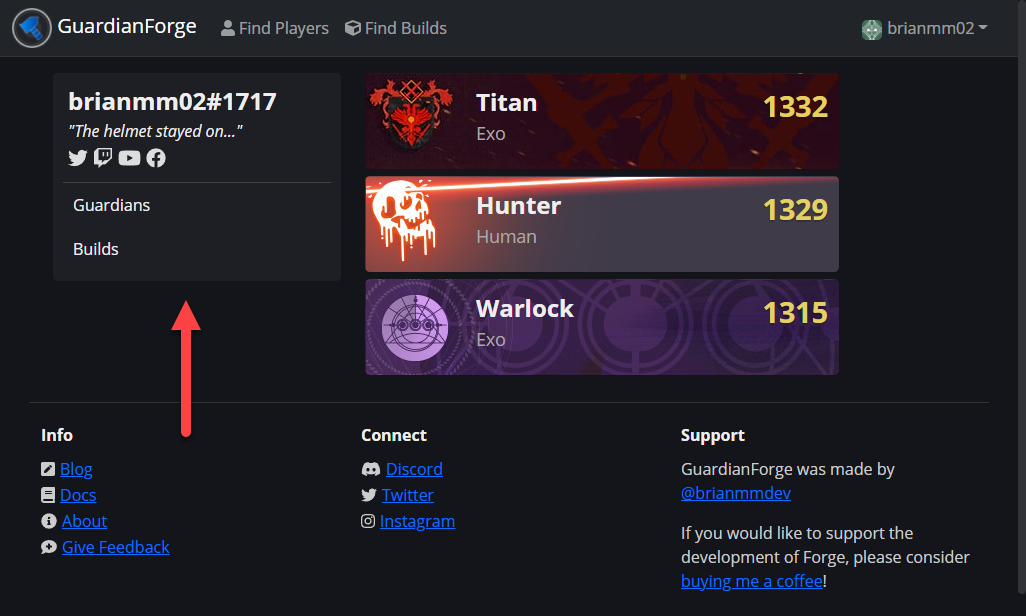 GuardianForge Find Players Find Builds brianmm02
brianmm02#1717
"The helmet stayed on..."
Guardians
Builds
Titan 1332
Exo
Hunter 1329
Human
Warlock 1315
Exo
Info
Blog
Docs
About
Give Feedback
Connect
Discord
Twitter
Instagram
Support
GuardianForge was made by
@brianmmdev
If you would like to support the
development of Forge, please consider
buying me a coffee!